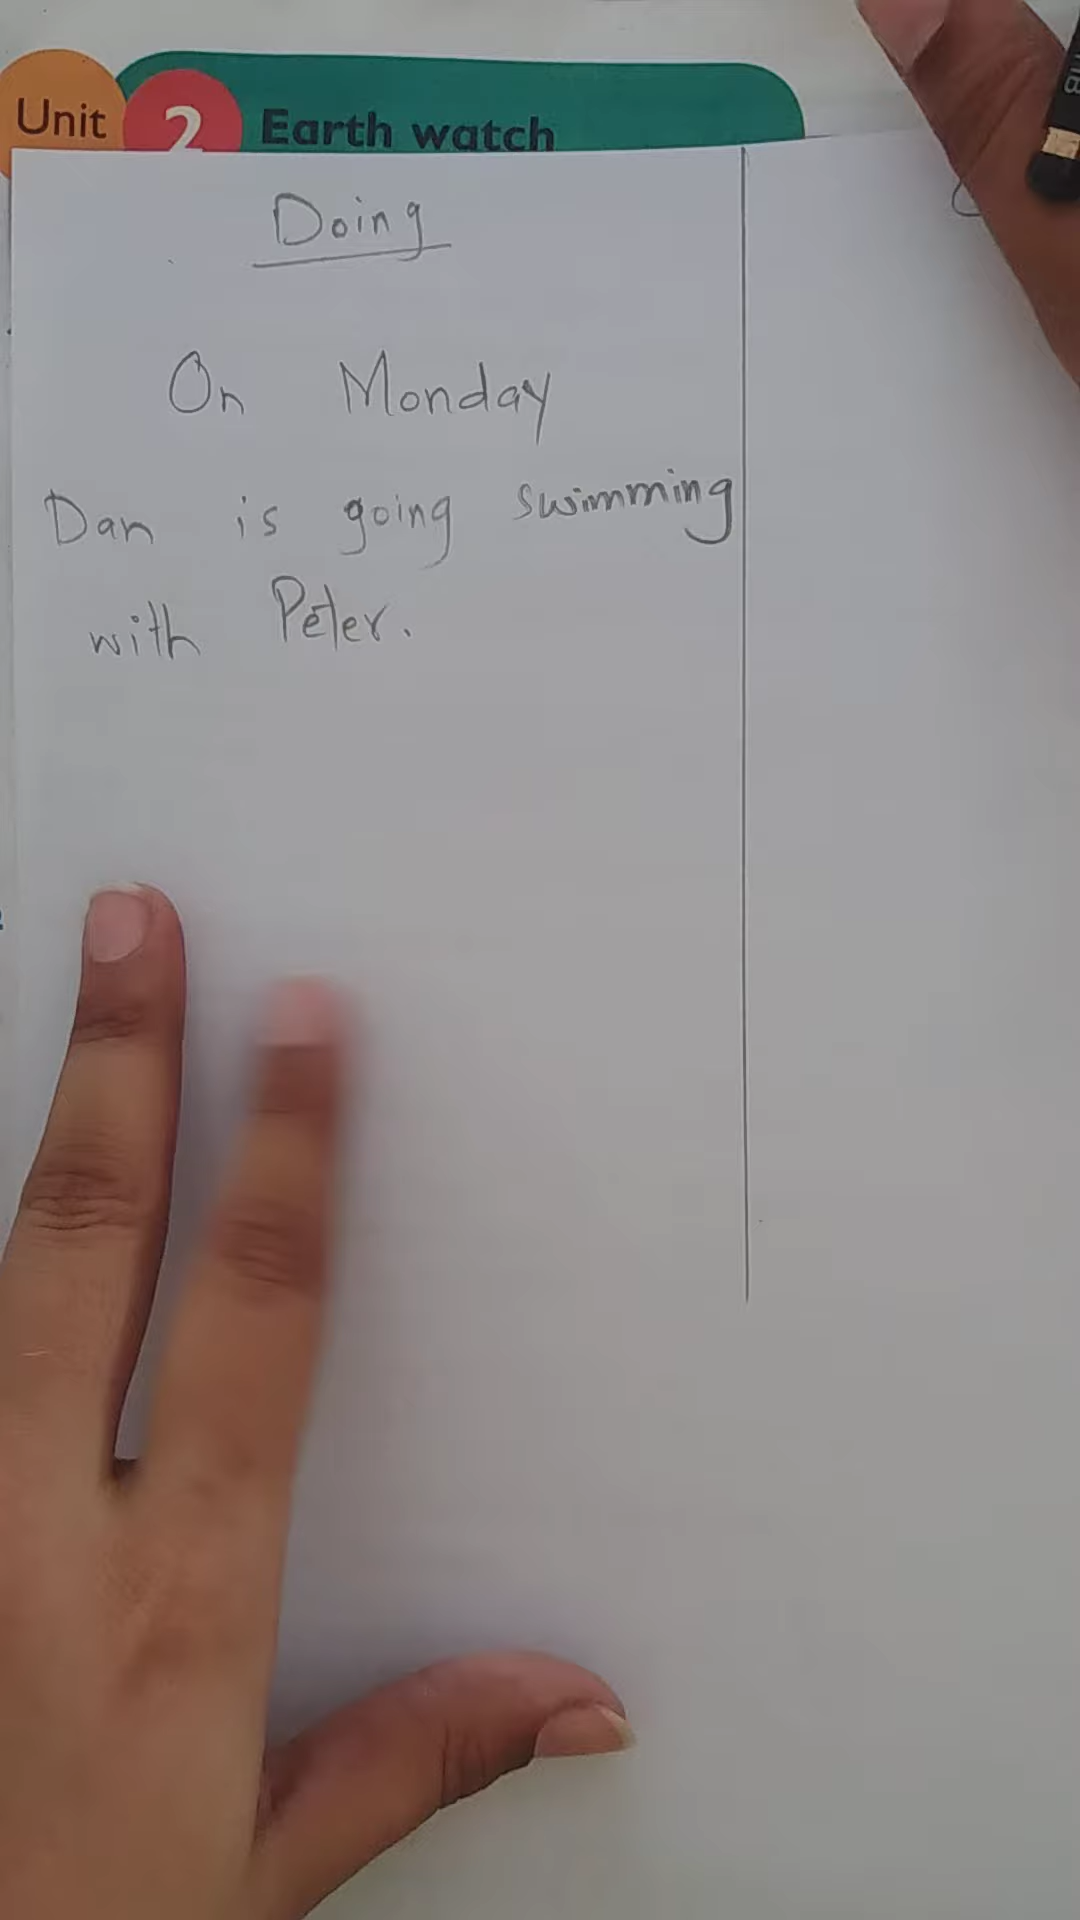 Unit 2 Earth watch
Doing
On Monday
Dan is going swimming
with Peter.